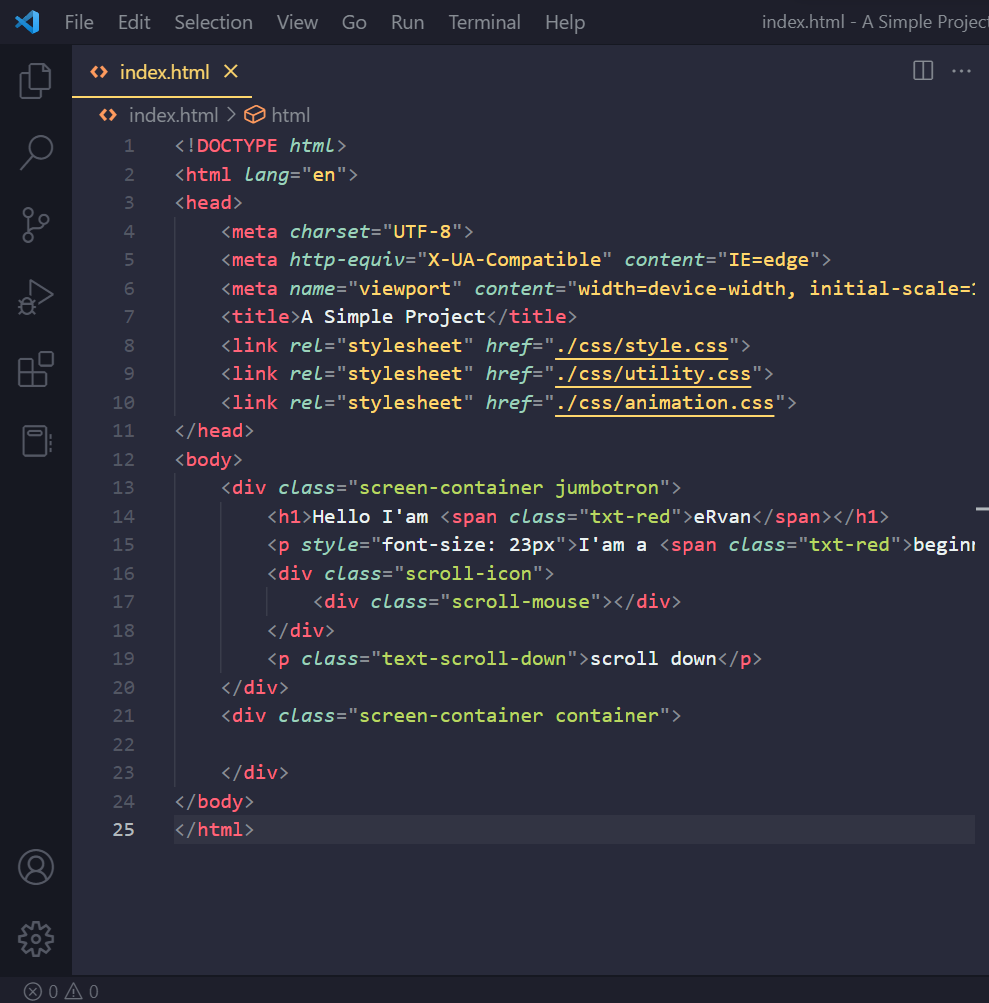 File Edit Selection View Go Run Terminal Help index.html - A Simple Project
index.html
index.html > html
1 <!DOCTYPE html>
2 <html lang="en">
3 <head>
4 <meta charset="UTF-8">
5 <meta http-equiv="X-UA-Compatible" content="IE=edge">
6 <meta name="viewport" content="width=device-width, initial-scale=1
7 <title>A Simple Project</title>
8 <link rel="stylesheet" href="./css/style.css">
9 <link rel="stylesheet" href="./css/utility.css">
10 <link rel="stylesheet" href="./css/animation.css">
11 </head>
12 <body>
13 <div class="screen-container jumbotron">
14 <h1>Hello I'am <span class="txt-red">eRvan</span></h1>
15 <p style="font-size: 23px">I'am a <span class="txt-red">beginn
16 <div class="scroll-icon">
17 <div class="scroll-mouse"></div>
18 </div>
19 <p class="text-scroll-down">scroll down</p>
20 </div>
21 <div class="screen-container container">
22
23 </div>
24 </body>
25 </html>
0 0